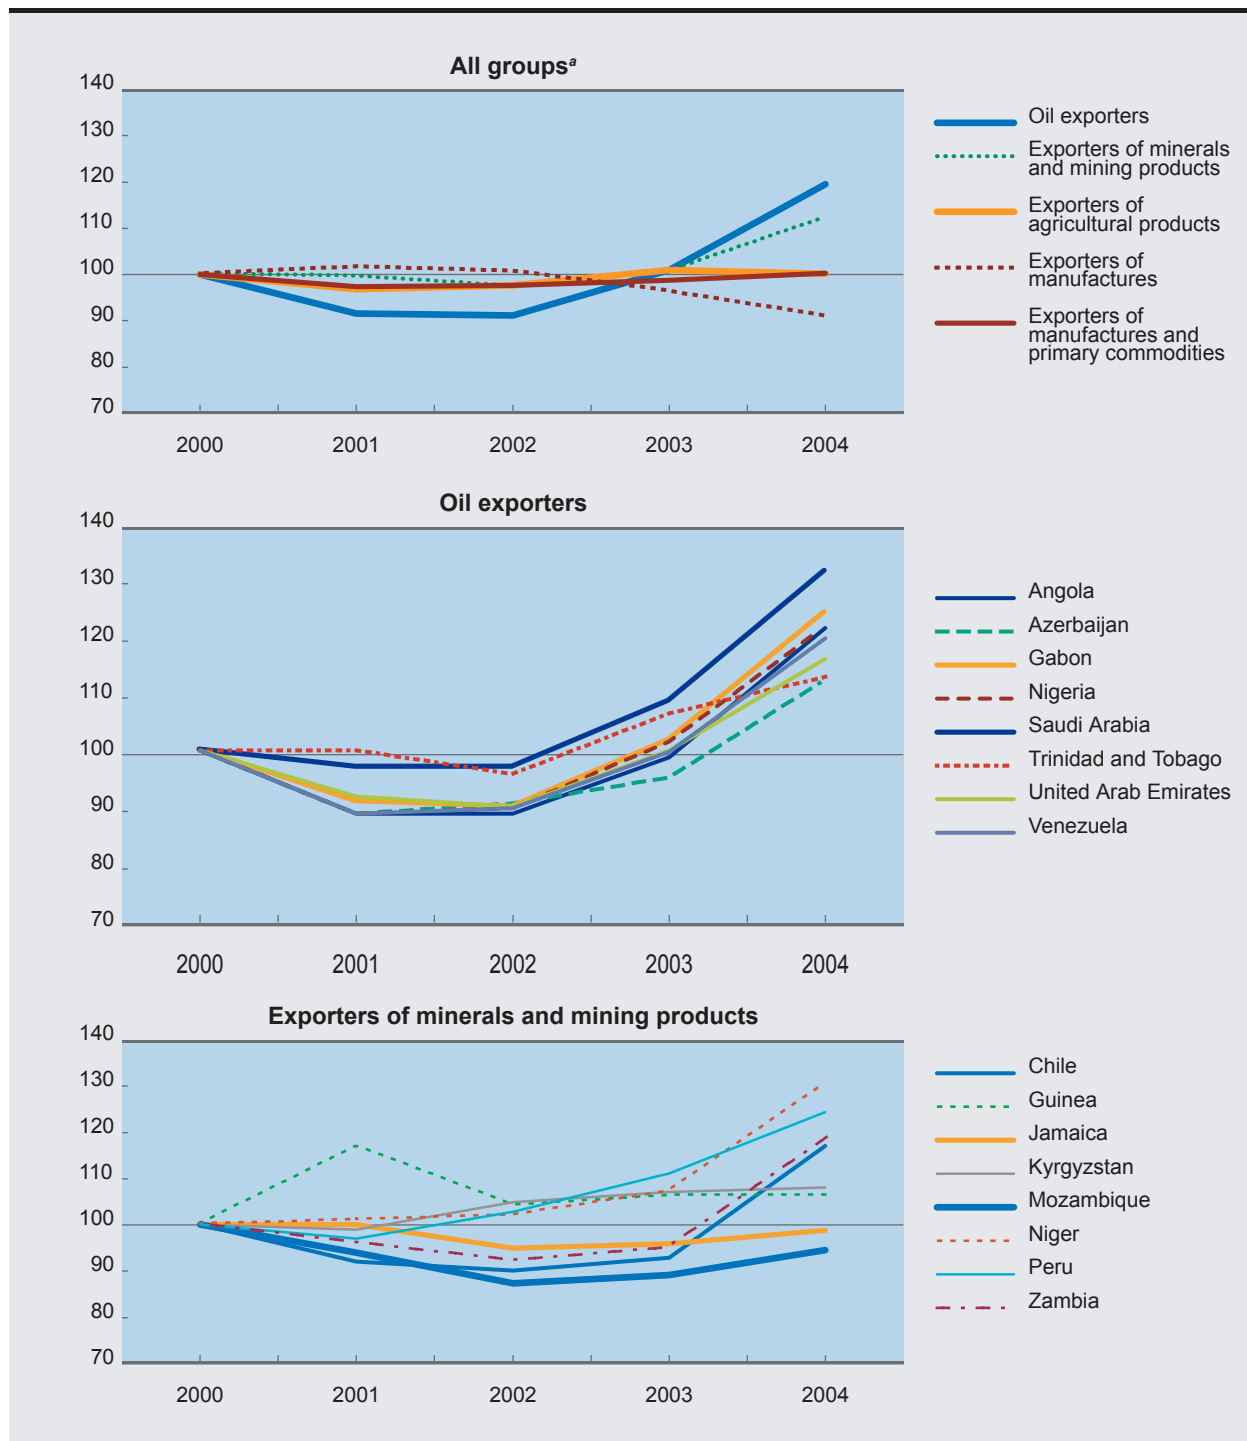 All groupsa
140
130
120
110
100
90
80
70
2000 2001 2002 2003 2004
Oil exporters
Exporters of minerals
and mining products
Exporters of
agricultural products
Exporters of
manufactures
Exporters of
manufactures and
primary commodities
Oil exporters
140
130
120
110
100
90
80
70
2000 2001 2002 2003 2004
Angola
Azerbaijan
Gabon
Nigeria
Saudi Arabia
Trinidad and Tobago
United Arab Emirates
Venezuela
Exporters of minerals and mining products
140
130
120
110
100
90
80
70
2000 2001 2002 2003 2004
Chile
Guinea
Jamaica
Kyrgyzstan
Mozambique
Niger
Peru
Zambia